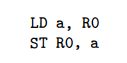 LD a, R0
ST R0, a